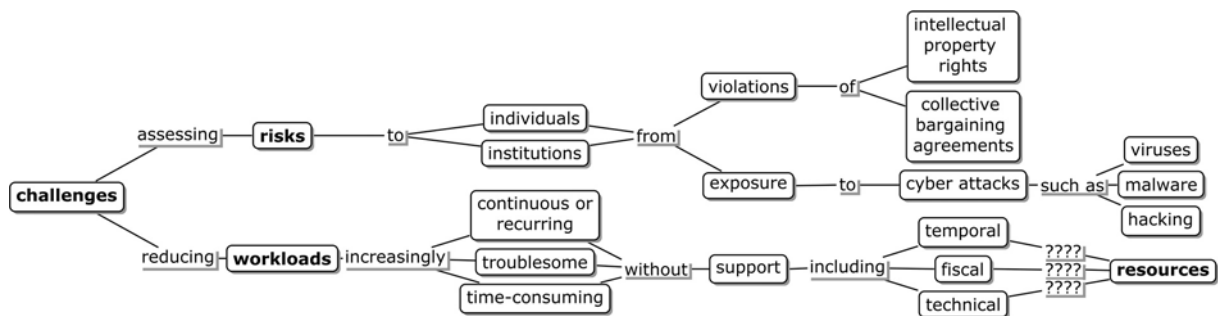 intellectual
property
rights
violations
of
collective
bargaining
agreements
individuals
assessing
risks
to
institutions
from
viruses
exposure
to
cyber attacks
such as
malware
challenges
hacking
continuous or
recurring
temporal
????
reducing
workloads
increasingly
troublesome
without
support
including
fiscal
????
resources
time-consuming
technical
????